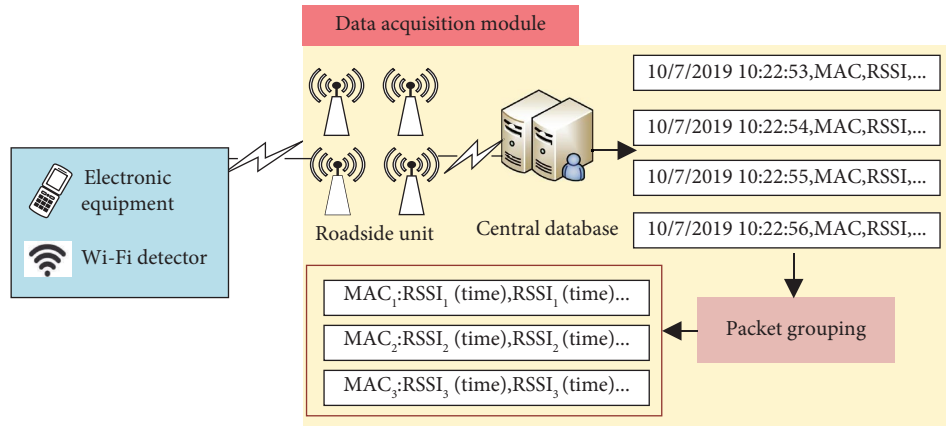 Data acquisition module
10/7/2019 10:22:53,MAC,RSSI,...
10/7/2019 10:22:54,MAC,RSSI,...
10/7/2019 10:22:55,MAC,RSSI,...
10/7/2019 10:22:56,MAC,RSSI,...
Electronic
equipment
Wi-Fi detector
Roadside unit
Central database
Packet grouping
MAC₁:RSSI₁ (time),RSSI₁ (time)...
MAC₂:RSSI₂ (time),RSSI₂ (time)...
MAC₃:RSSI₃ (time),RSSI₃ (time)...